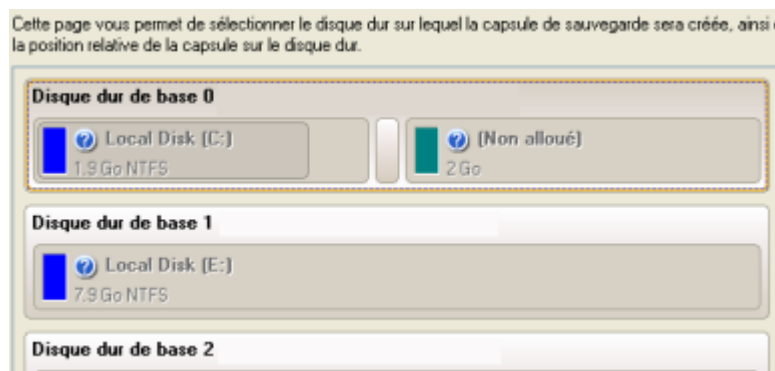 Cette page vous permet de sélectionner le disque dur sur lequel la capsule de sauvegarde sera créée, ainsi
la position relative de la capsule sur le disque dur.
Disque dur de base 0
Local Disk (C:)
1.9 Go NTFS
(Non alloué)
2 Go
Disque dur de base 1
Local Disk (E:)
7.9 Go NTFS
Disque dur de base 2